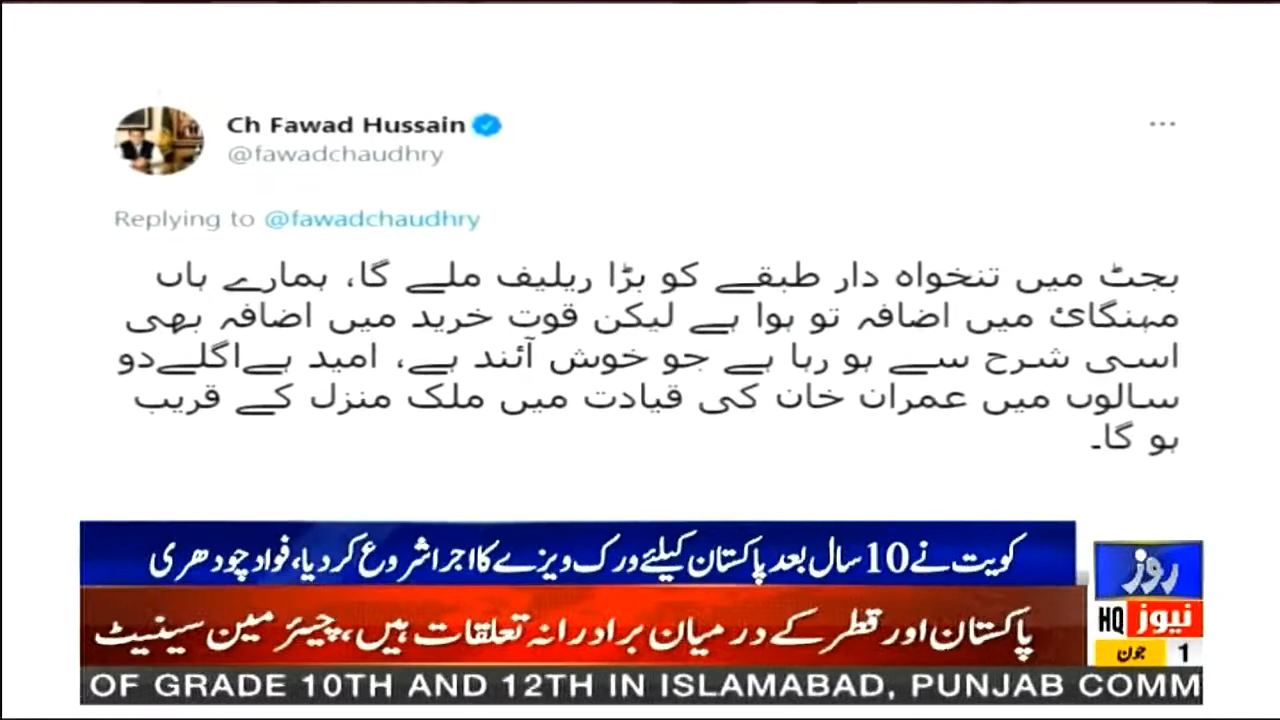 Ch Fawad Hussain
@fawadchaudhry
Replying to @fawadchaudhry
بجٹ میں تنخواہ دار طبقے کو بڑا ریلیف ملے گا، ہمارے ہاں
مہنگائ میں اضافہ تو ہوا ہے لیکن قوت خرید میں اضافہ بھی
اسی شرح سے ہو رہا ہے جو خوش آئند ہے، امید ہےاگلےدو
سالوں میں عمران خان کی قیادت میں ملک منزل کے قریب
ہو گا۔
کویت نے 10 سال بعد پاکستان کیلئے ورک ویزے کا اجرا شروع کر دیا، فواد چودھری
پاکستان اور قطر کے درمیان برادرانہ تعلقات ہیں، چیئرمین سینیٹ
روز
نیوز HQ
1 جون
OF GRADE 10TH AND 12TH IN ISLAMABAD, PUNJAB COMM